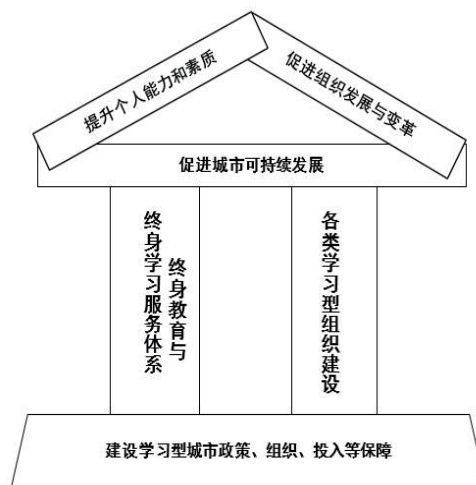 提升个人能力和素质
促进组织发展与变革
促进城市可持续发展
终身教育与
终身学习服务体系
各类学习型组织建设
建设学习型城市政策、组织、投入等保障